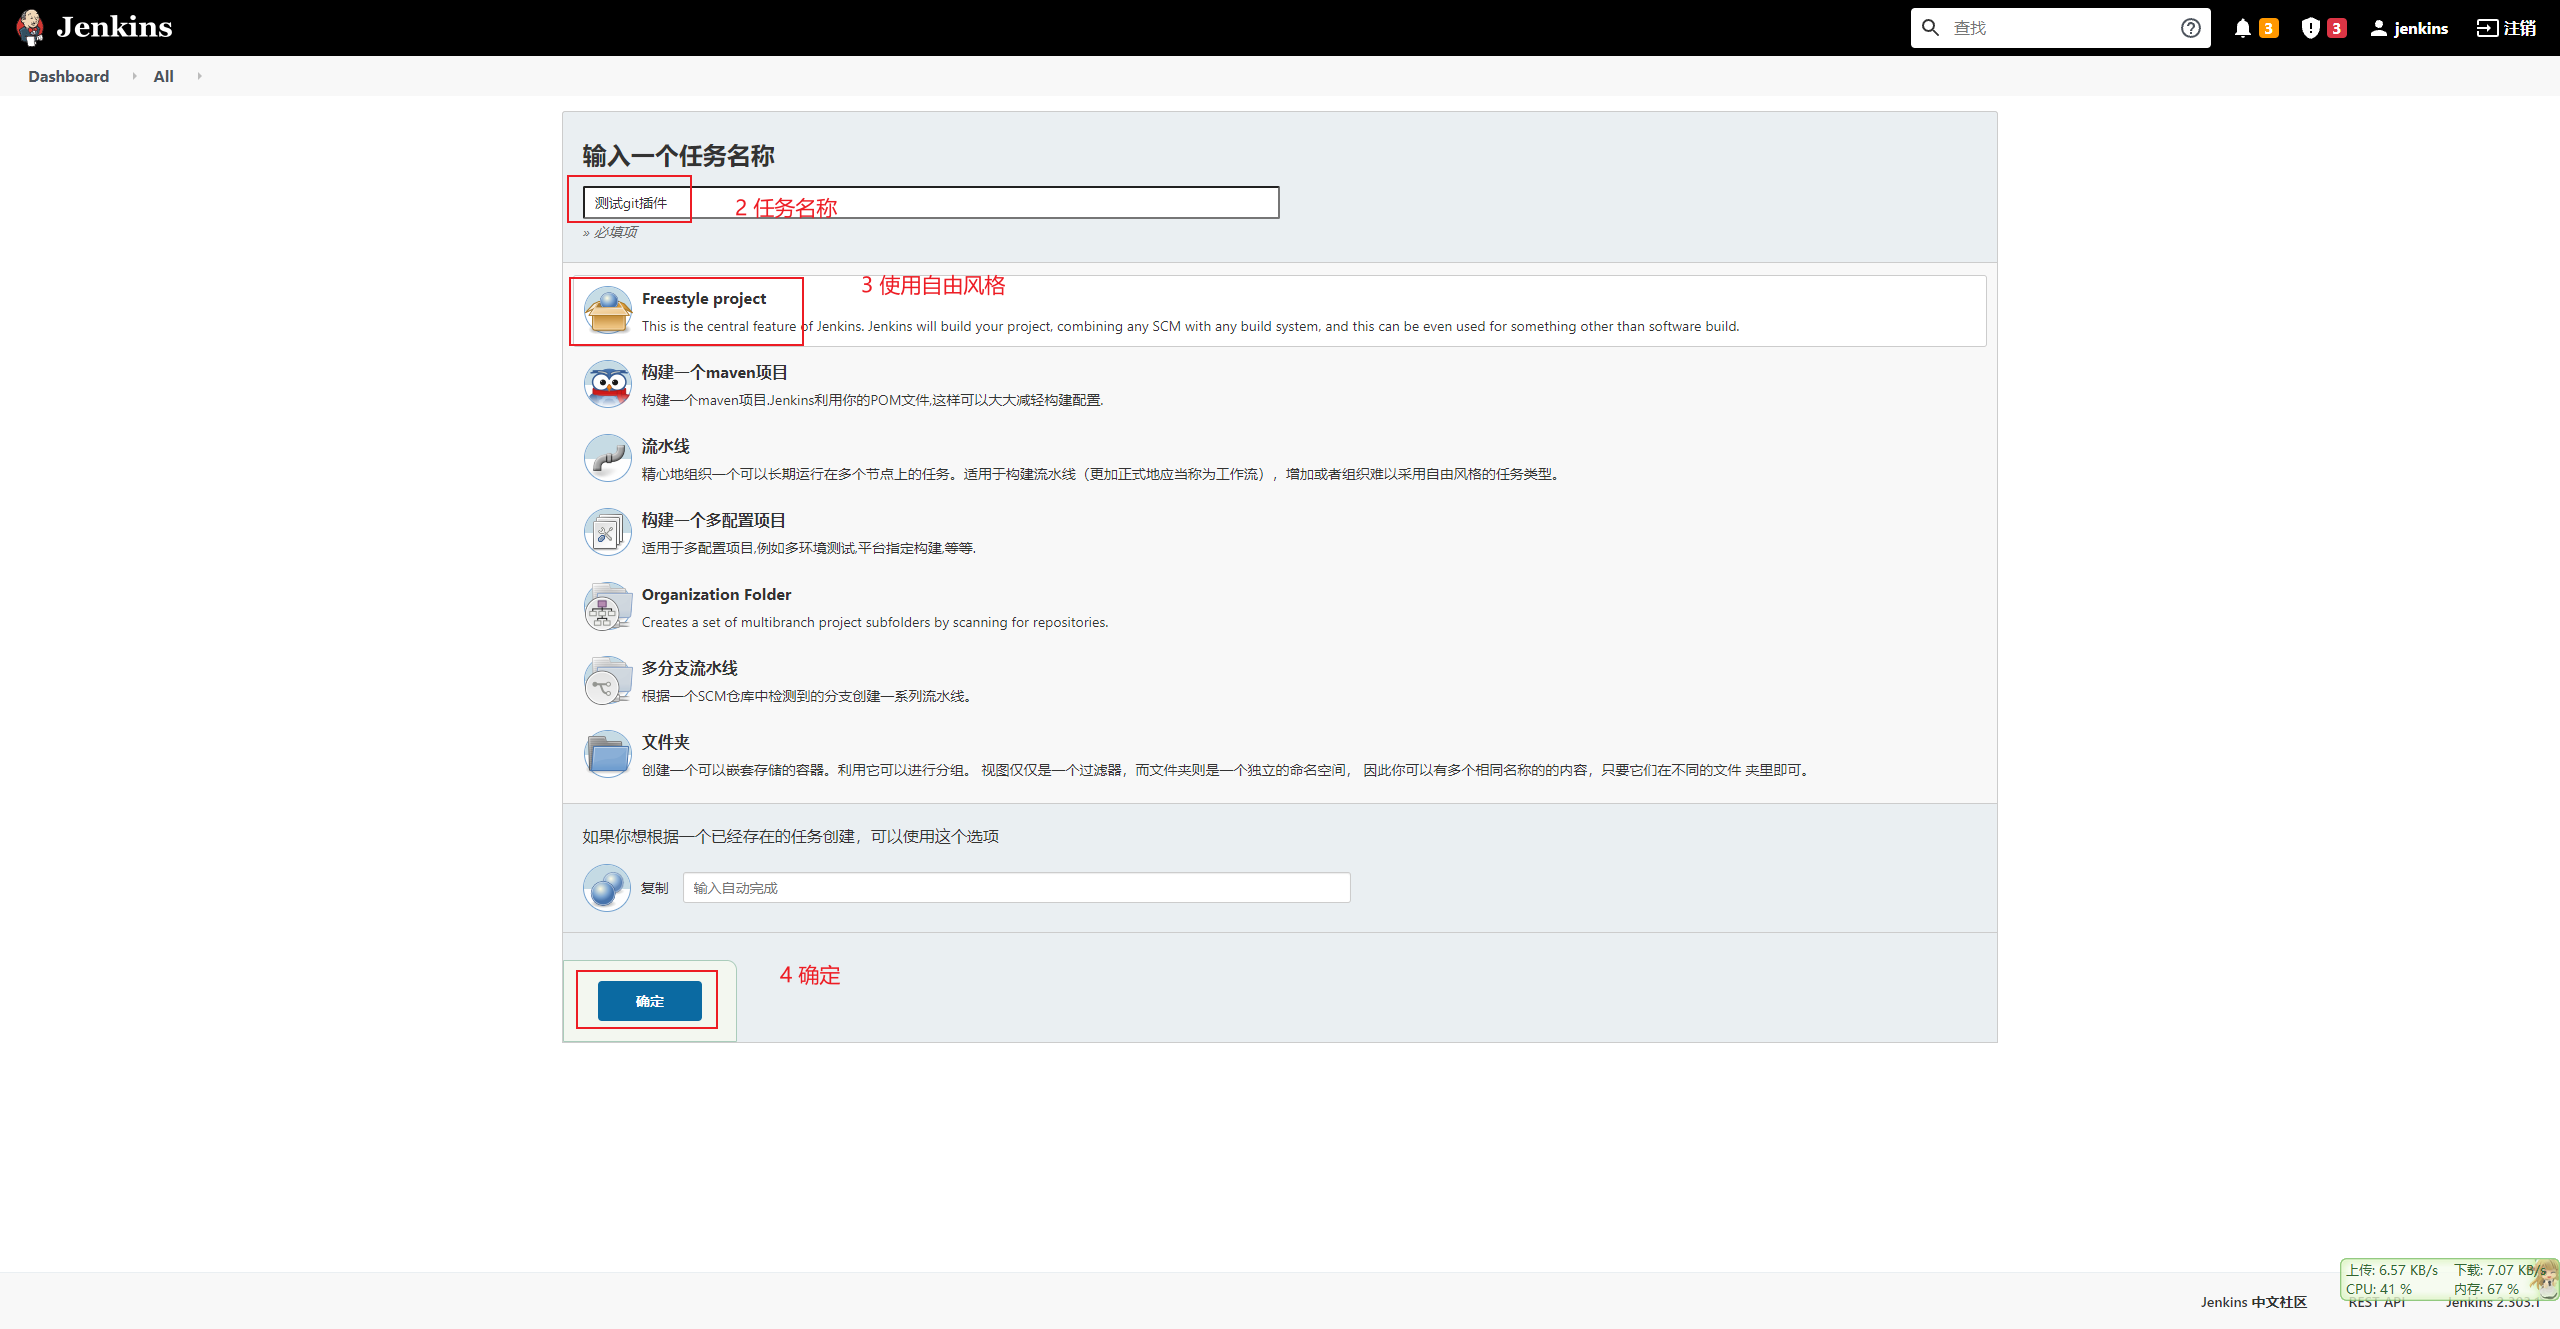 Jenkins
查找
3
3
jenkins
注销
Dashboard
All
输入一个任务名称
测试git插件
2 任务名称
» 必填项
3 使用自由风格
Freestyle project
This is the central feature of Jenkins. Jenkins will build your project, combining any SCM with any build system, and this can be even used for something other than software build.
构建一个maven项目
构建一个maven项目.Jenkins利用你的POM文件,这样可以大大减轻构建配置.
流水线
精心地组织一个可以长期运行在多个节点上的任务。适用于构建流水线（更加正式地应当称为工作流），增加或者组织难以采用自由风格的任务类型。
构建一个多配置项目
适用于多配置项目,例如多环境测试,平台指定构建,等等.
Organization Folder
Creates a set of multibranch project subfolders by scanning for repositories.
多分支流水线
根据一个SCM仓库中检测到的分支创建一系列流水线。
文件夹
创建一个可以嵌套存储的容器。利用它可以进行分组。 视图仅仅是一个过滤器，而文件夹则是一个独立的命名空间， 因此你可以有多个相同名称的的内容，只要它们在不同的文件 夹里即可。
如果你想根据一个已经存在的任务创建，可以使用这个选项
复制
输入自动完成
4 确定
确定
上传: 6.57 KB/s 下载: 7.07 KB/s
CPU: 41 % 内存: 67 %
Jenkins 中文社区
REST API
Jenkins 2.303.1